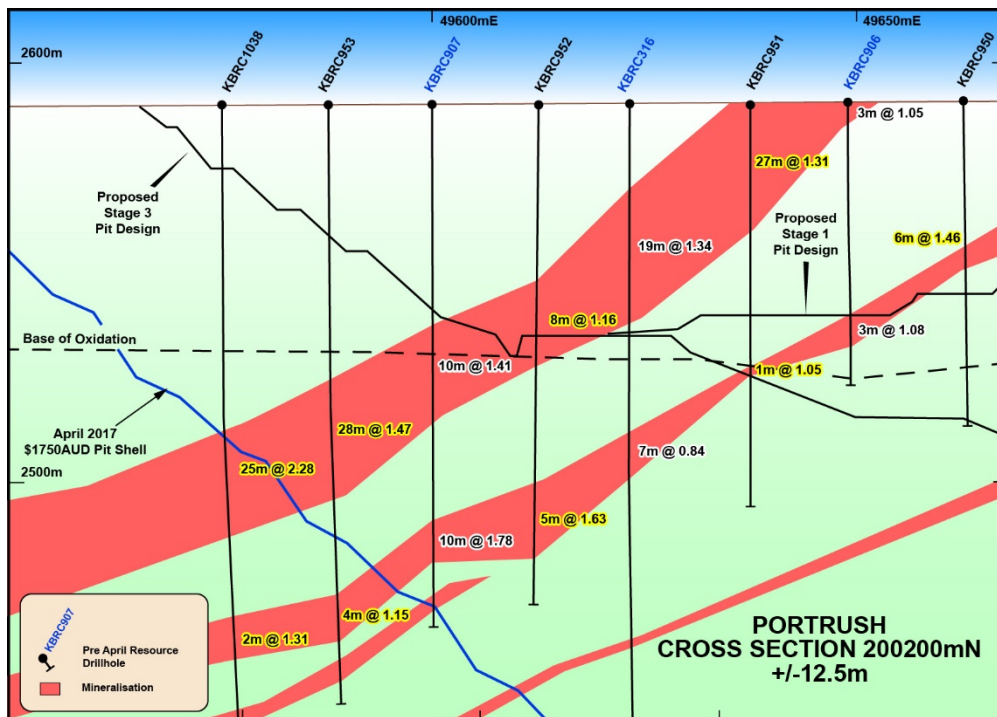 49600mE
49650mE
2600m
KBRC1038
KBRC953
KBRC907
KBRC952
KBRC316
KBRC951
KBRC906
KBRC950
3m @ 1.05
27m @ 1.31
Proposed
Stage 3
Pit Design
Proposed
Stage 1
Pit Design
6m @ 1.46
19m @ 1.34
8m @ 1.16
3m @ 1.08
Base of Oxidation
10m @ 1.41
1m @ 1.05
April 2017
$1750AUD Pit Shell
28m @ 1.47
7m @ 0.84
25m @ 2.28
2500m
5m @ 1.63
10m @ 1.78
4m @ 1.15
2m @ 1.31
KBRC907
Pre April Resource
Drillhole
Mineralisation
PORTRUSH
CROSS SECTION 200200mN
+/-12.5m